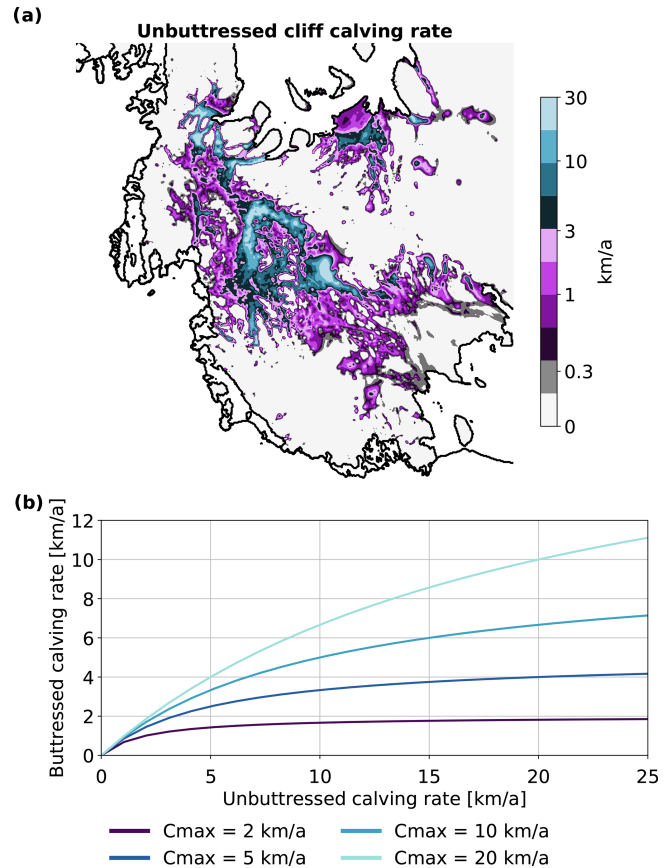 (a)
Unbuttressed cliff calving rate
30
10
3
1
0.3
0
km/a
(b)
Buttressed calving rate [km/a]
12
10
8
6
4
2
0
0 5 10 15 20 25
Unbuttressed calving rate [km/a]
Cmax = 2 km/a
Cmax = 5 km/a
Cmax = 10 km/a
Cmax = 20 km/a